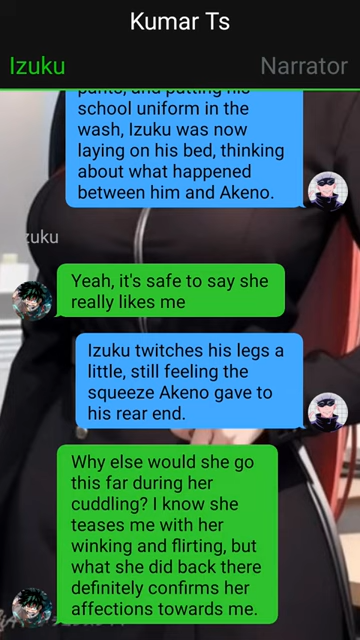 Kumar Ts
Izuku
Narrator
pants, and putting his
school uniform in the
wash, Izuku was now
laying on his bed, thinking
about what happened
between him and Akeno.
zuku
Yeah, it's safe to say she
really likes me
Izuku twitches his legs a
little, still feeling the
squeeze Akeno gave to
his rear end.
Why else would she go
this far during her
cuddling? I know she
teases me with her
winking and flirting, but
what she did back there
definitely confirms her
affections towards me.